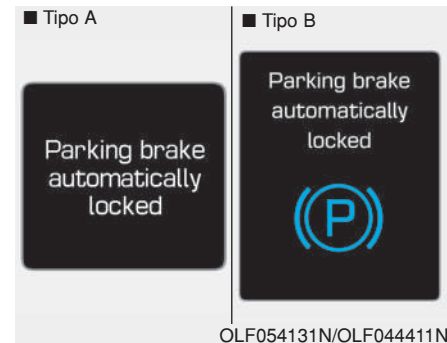 ■ Tipo A
Parking brake
automatically
locked
■ Tipo B
Parking brake
automatically
locked
P
OLF054131N/OLF044411N